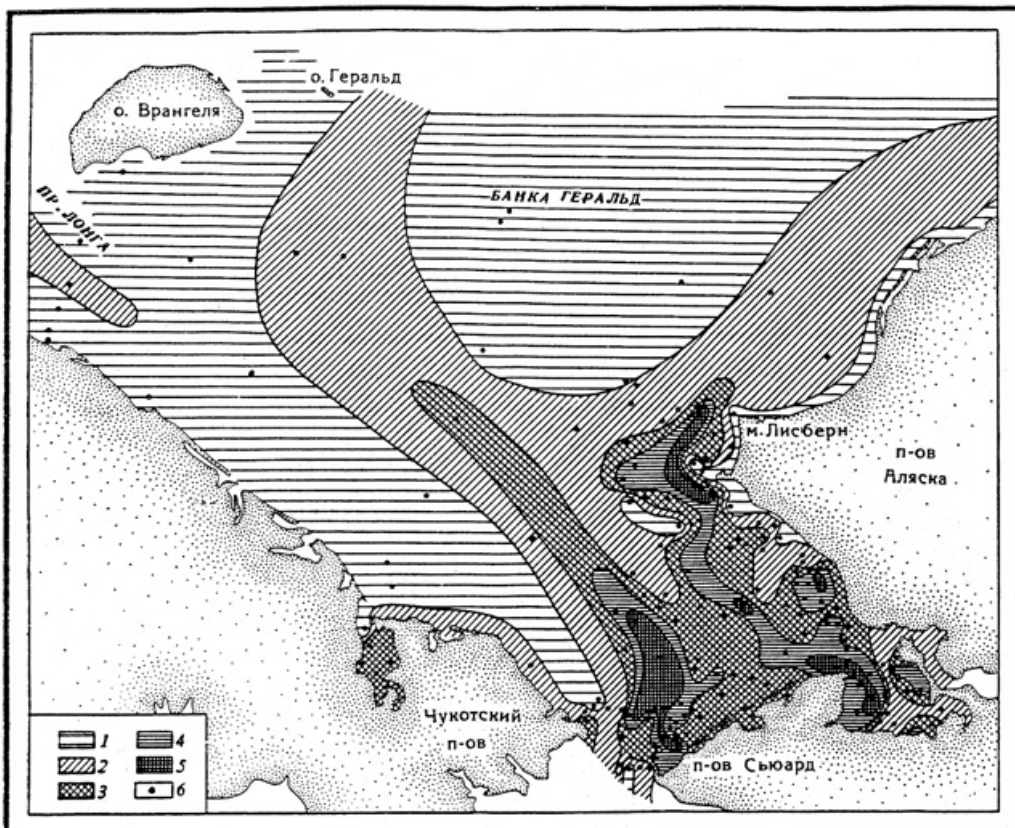 о. Геральд
о. Врангеля
ПР. ЛОНГА
БАНКА ГЕРАЛЬД
м. Лисберн
п-ов
Аляска
Чукотский
п-ов
п-ов Сьюард
1 4
2 5
3 6